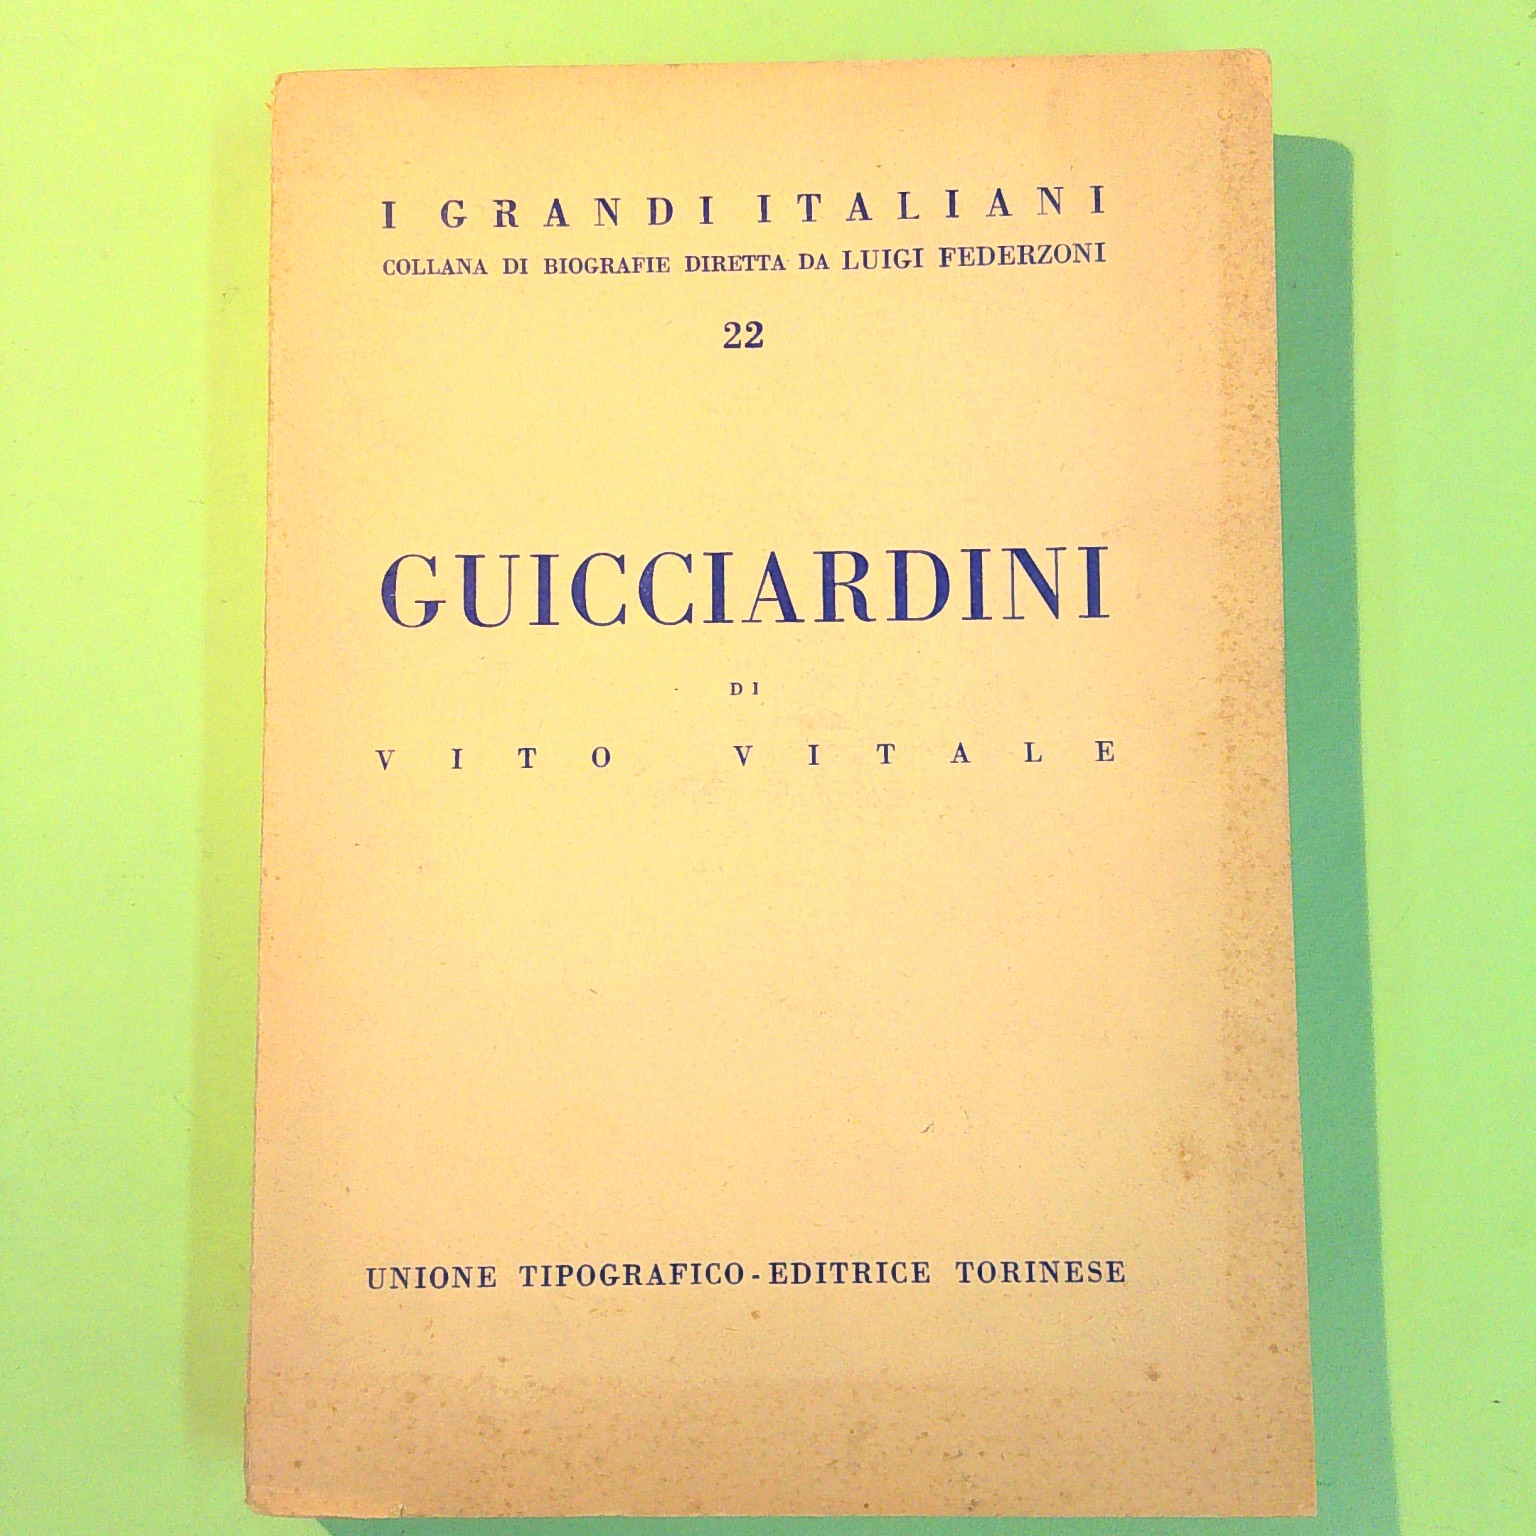 I GRANDI ITALIANI
COLLANA DI BIOGRAFIE DIRETTA DA LUIGI FEDERZONI
22
GUICCIARDINI
DI
VITO VITALE
UNIONE TIPOGRAFICO-EDITRICE TORINESE